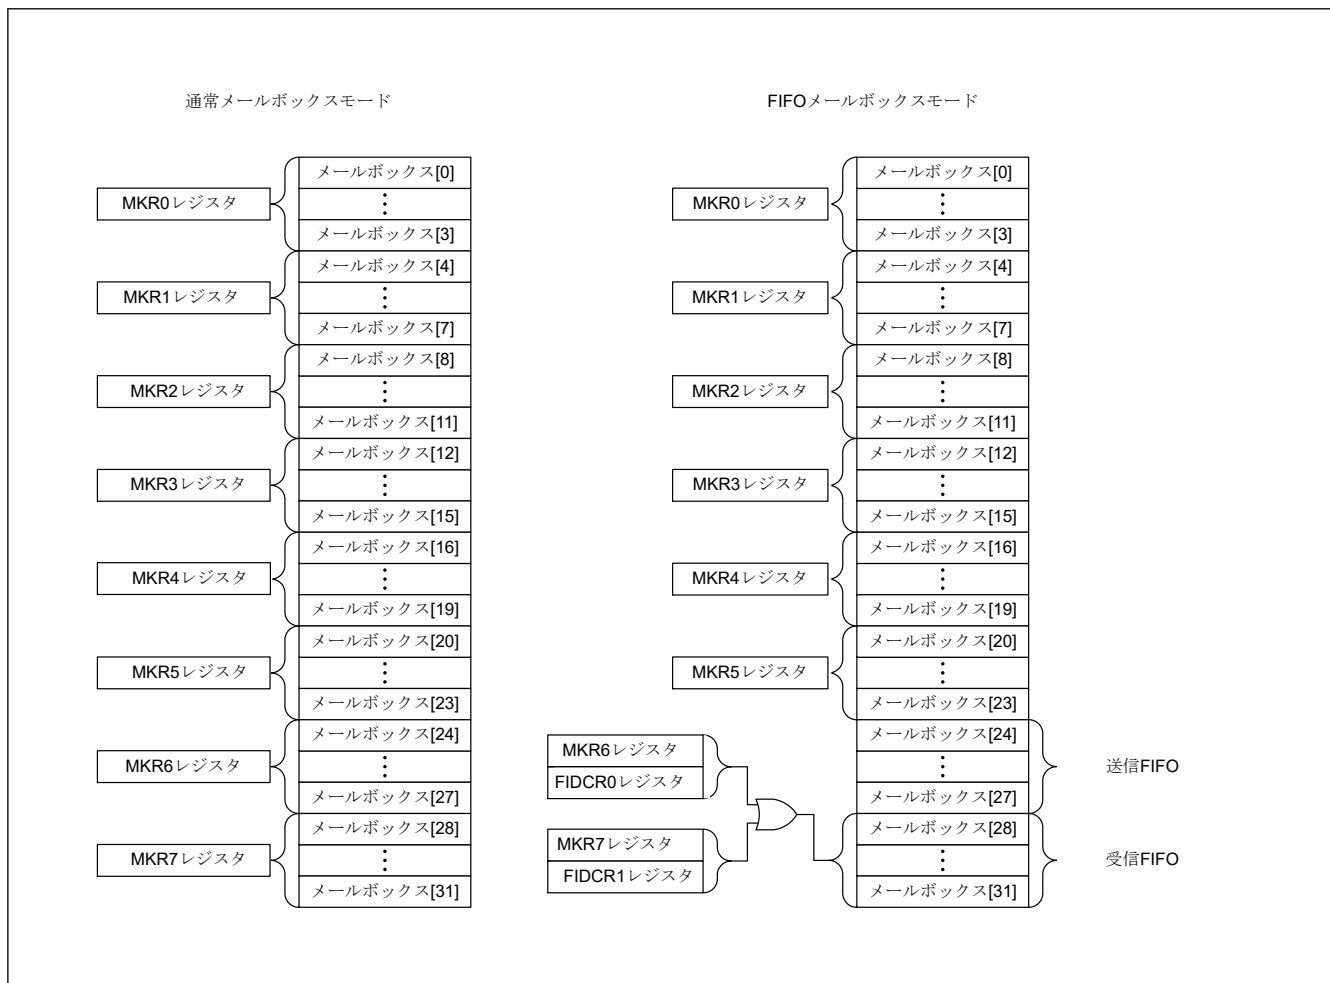 通常メールボックスモード
メールボックス[0]
MKR0レジスタ
メールボックス[3]
メールボックス[4]
MKR1レジスタ
メールボックス[7]
メールボックス[8]
MKR2レジスタ
メールボックス[11]
メールボックス[12]
MKR3レジスタ
メールボックス[15]
メールボックス[16]
MKR4レジスタ
メールボックス[19]
メールボックス[20]
MKR5レジスタ
メールボックス[23]
メールボックス[24]
MKR6レジスタ
メールボックス[27]
メールボックス[28]
MKR7レジスタ
メールボックス[31]
FIFOメールボックスモード
メールボックス[0]
MKR0レジスタ
メールボックス[3]
メールボックス[4]
MKR1レジスタ
メールボックス[7]
メールボックス[8]
MKR2レジスタ
メールボックス[11]
メールボックス[12]
MKR3レジスタ
メールボックス[15]
メールボックス[16]
MKR4レジスタ
メールボックス[19]
メールボックス[20]
MKR5レジスタ
メールボックス[23]
メールボックス[24]
MKR6レジスタ
送信FIFO
FIDCR0レジスタ
メールボックス[27]
メールボックス[28]
MKR7レジスタ
受信FIFO
FIDCR1レジスタ
メールボックス[31]